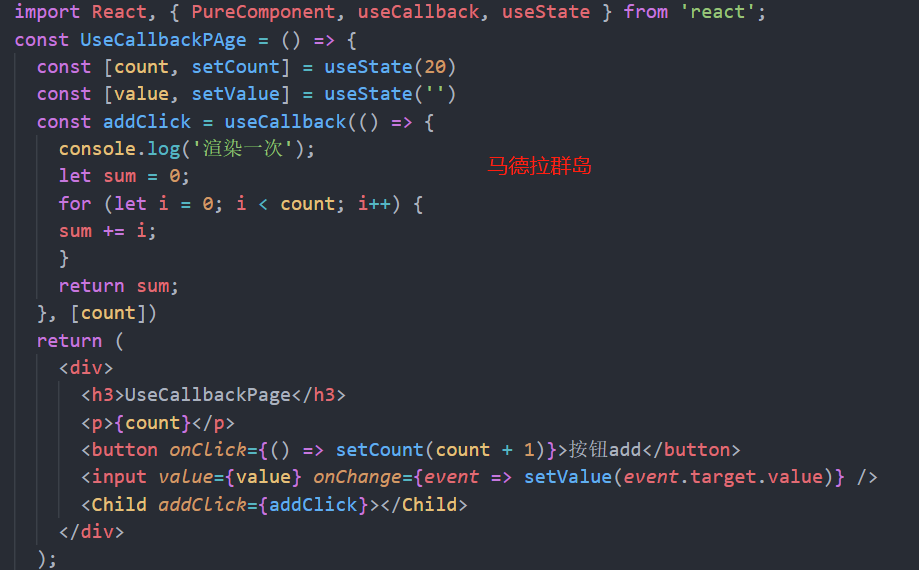 import React, { PureComponent, useCallback, useState } from 'react';
const UseCallbackPAge = () => {
const [count, setCount] = useState(20)
const [value, setValue] = useState('')
const addClick = useCallback(() => {
console.log('渲染一次');
马德拉群岛
let sum = 0;
for (let i = 0; i < count; i++) {
sum += i;
}
return sum;
}, [count])
return (
<div>
<h3>UseCallbackPage</h3>
<p>{count}</p>
<button onClick={() => setCount(count + 1)}>按钮add</button>
<input value={value} onChange={event => setValue(event.target.value)} />
<Child addClick={addClick}></Child>
</div>
);